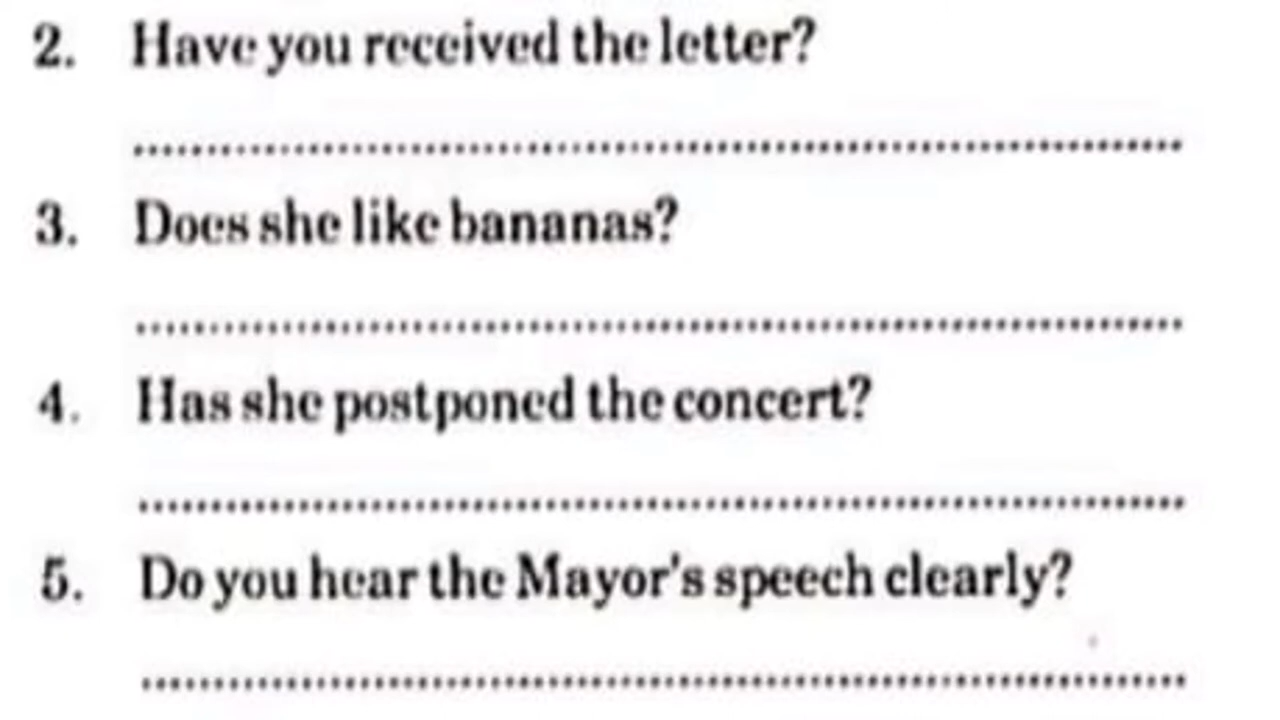 2. Have you received the letter?
3. Does she like bananas?
4. Has she postponed the concert?
5. Do you hear the Mayor's speech clearly?